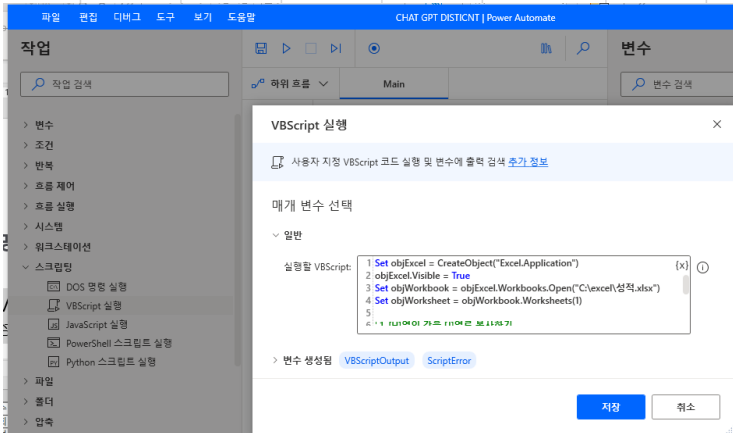 파일 편집 디버그 도구 보기 도움말 CHAT GPT DISTICNT | Power Automate
작업
작업 검색
변수
조건
반복
흐름 제어
흐름 실행
시스템
워크스테이션
스크립팅
DOS 명령 실행
VBScript 실행
JavaScript 실행
PowerShell 스크립트 실행
Python 스크립트 실행
파일
폴더
압축
하위 흐름 Main
변수
변수 검색
VBScript 실행
사용자 지정 VBScript 코드 실행 및 변수에 출력 검색 추가 정보
매개 변수 선택
일반
실행할 VBScript:
1 Set objExcel = CreateObject("Excel.Application")
2 objExcel.Visible = True
3 Set objWorkbook = objExcel.Workbooks.Open("C:\excel\성적.xlsx")
4 Set objWorksheet = objWorkbook.Worksheets(1)
5
6
{x}
변수 생성됨 VBScriptOutput ScriptError
저장 취소